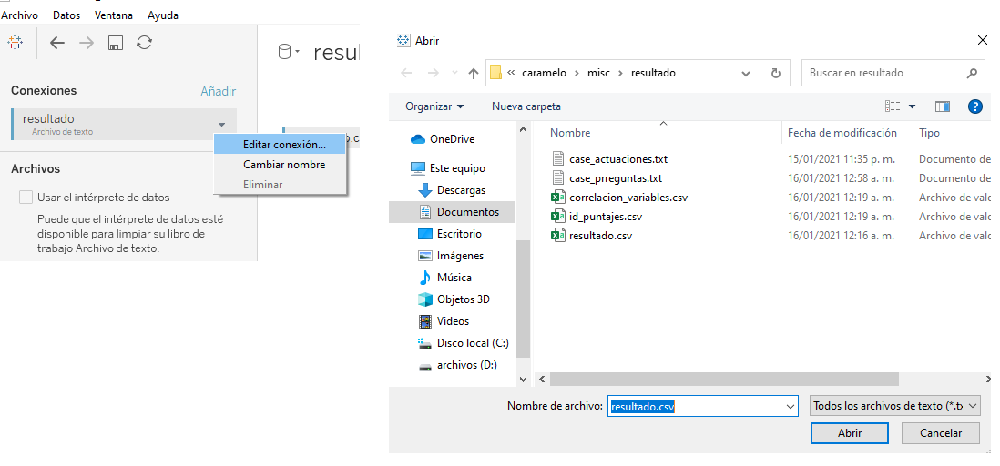 Archivo Datos Ventana Ayuda
resul
Conexiones Añadir
resultado
Archivo de texto
Editar conexión...
Cambiar nombre
Eliminar
Archivos
Usar el intérprete de datos
Puede que el intérprete de datos esté
disponible para limpiar su libro de
trabajo Archivo de texto.
Abrir
« caramelo › misc › resultado
Buscar en resultado
Organizar Nueva carpeta
OneDrive
Este equipo
Descargas
Documentos
Escritorio
Imágenes
Música
Objetos 3D
Videos
Disco local (C:)
archivos (D:)
Nombre Fecha de modificación Tipo
case_actuaciones.txt 15/01/2021 11:35 p. m. Documento de
case_prreguntas.txt 16/01/2021 12:58 a. m. Documento de
correlacion_variables.csv 16/01/2021 12:19 a. m. Archivo de valo
id_puntajes.csv 16/01/2021 12:19 a. m. Archivo de valo
resultado.csv 16/01/2021 12:16 a. m. Archivo de valo
Nombre de archivo: resultado.csv Todos los archivos de texto (*.t
Abrir Cancelar